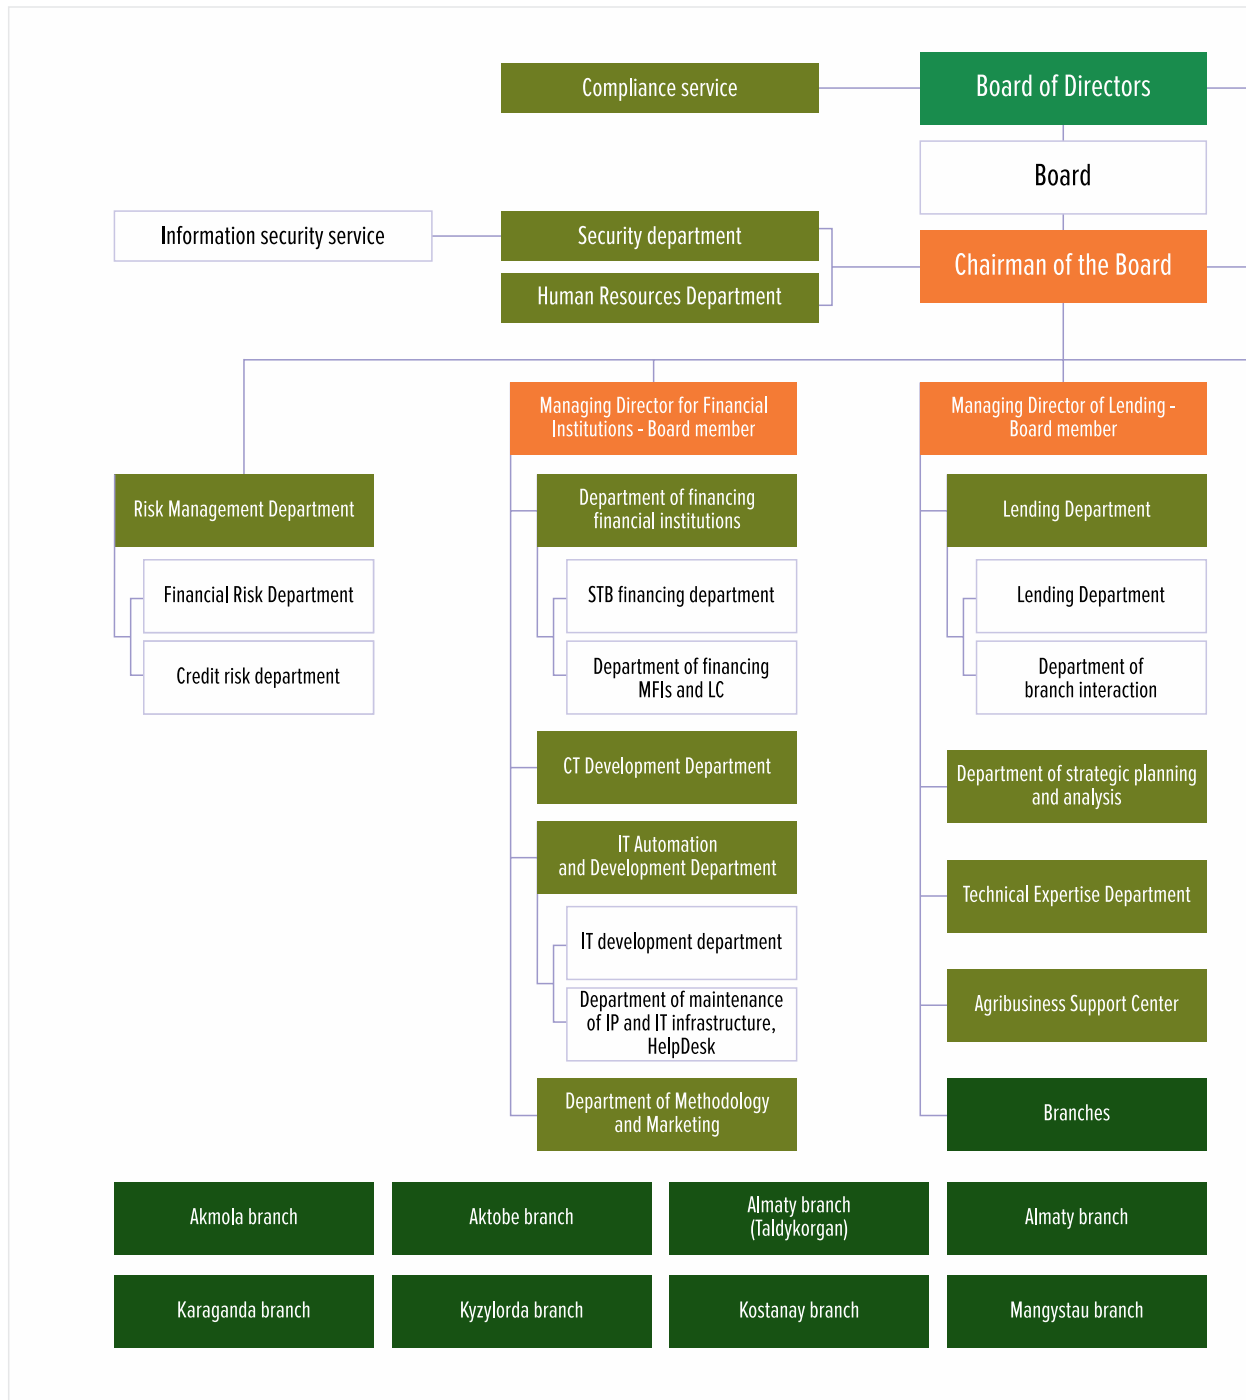 Compliance service
Board of Directors
Board
Information security service
Security department
Chairman of the Board
Human Resources Department
Managing Director for Financial
Institutions - Board member
Managing Director of Lending -
Board member
Risk Management Department
Financial Risk Department
Credit risk department
Department of financing
financial institutions
STB financing department
Department of financing
MFIs and LC
CT Development Department
IT Automation
and Development Department
IT development department
Department of maintenance
of IP and IT infrastructure,
HelpDesk
Department of Methodology
and Marketing
Lending Department
Lending Department
Department of
branch interaction
Department of strategic planning
and analysis
Technical Expertise Department
Agribusiness Support Center
Branches
Akmola branch
Aktobe branch
Almaty branch
(Taldykorgan)
Almaty branch
Karaganda branch
Kyzylorda branch
Kostanay branch
Mangystau branch